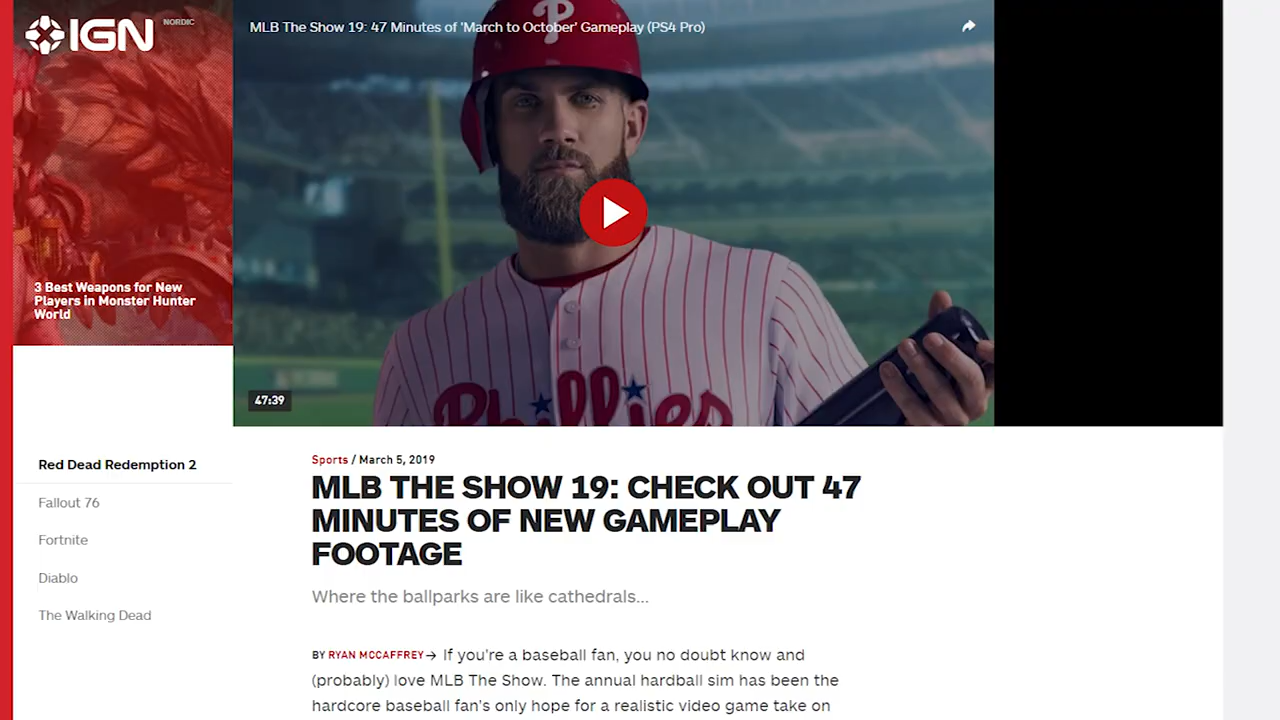 IGN NORDIC
MLB The Show 19: 47 Minutes of 'March to October' Gameplay (PS4 Pro)
P
Phillies
47:39
3 Best Weapons for New
Players in Monster Hunter
World
Red Dead Redemption 2
Fallout 76
Fortnite
Diablo
The Walking Dead
Sports / March 5, 2019
MLB THE SHOW 19: CHECK OUT 47
MINUTES OF NEW GAMEPLAY
FOOTAGE
Where the ballparks are like cathedrals...
BY RYAN MCCAFFREY→ If you're a baseball fan, you no doubt know and
(probably) love MLB The Show. The annual hardball sim has been the
hardcore baseball fan's only hope for a realistic video game take on